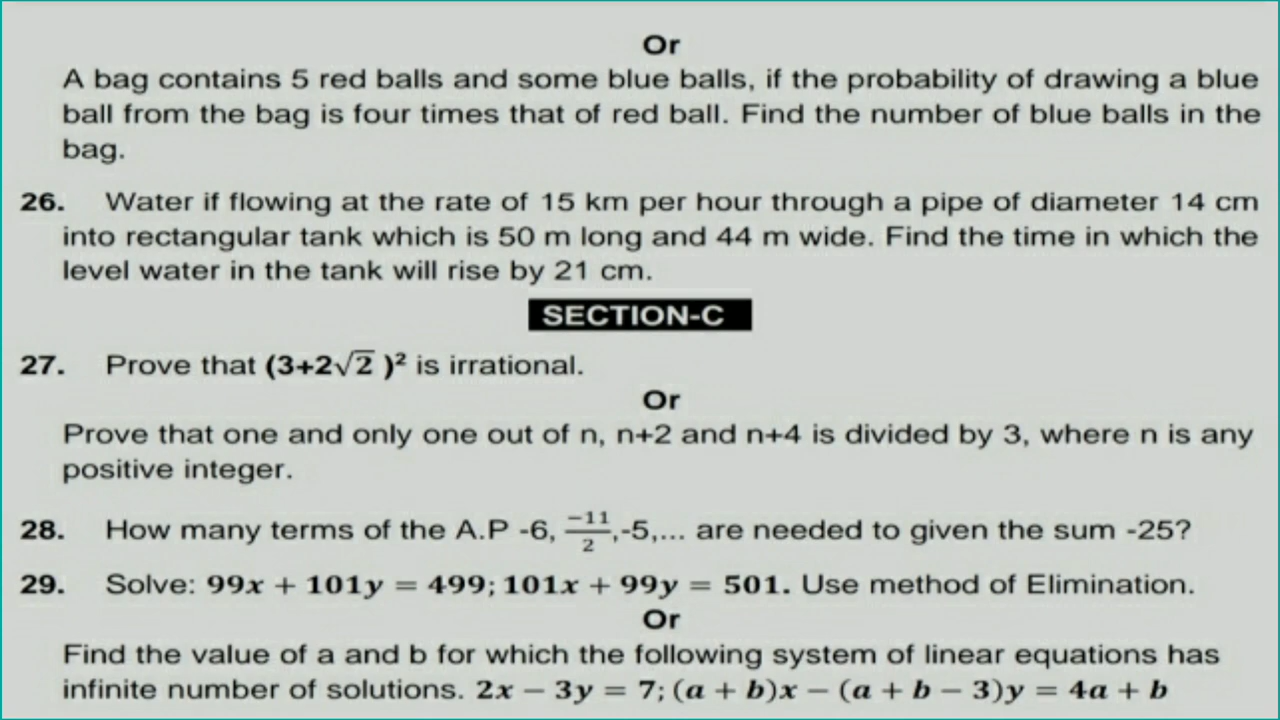 Or
A bag contains 5 red balls and some blue balls, if the probability of drawing a blue
ball from the bag is four times that of red ball. Find the number of blue balls in the
bag.
26. Water if flowing at the rate of 15 km per hour through a pipe of diameter 14 cm
into rectangular tank which is 50 m long and 44 m wide. Find the time in which the
level water in the tank will rise by 21 cm.
SECTION-C
27. Prove that (3+2√2 )² is irrational.
Or
Prove that one and only one out of n, n+2 and n+4 is divided by 3, where n is any
positive integer.
28. How many terms of the A.P -6, −11/2,-5,... are needed to given the sum -25?
29. Solve: 99x + 101y = 499; 101x + 99y = 501. Use method of Elimination.
Or
Find the value of a and b for which the following system of linear equations has
infinite number of solutions. 2x − 3y = 7; (a + b)x − (a + b − 3)y = 4a + b